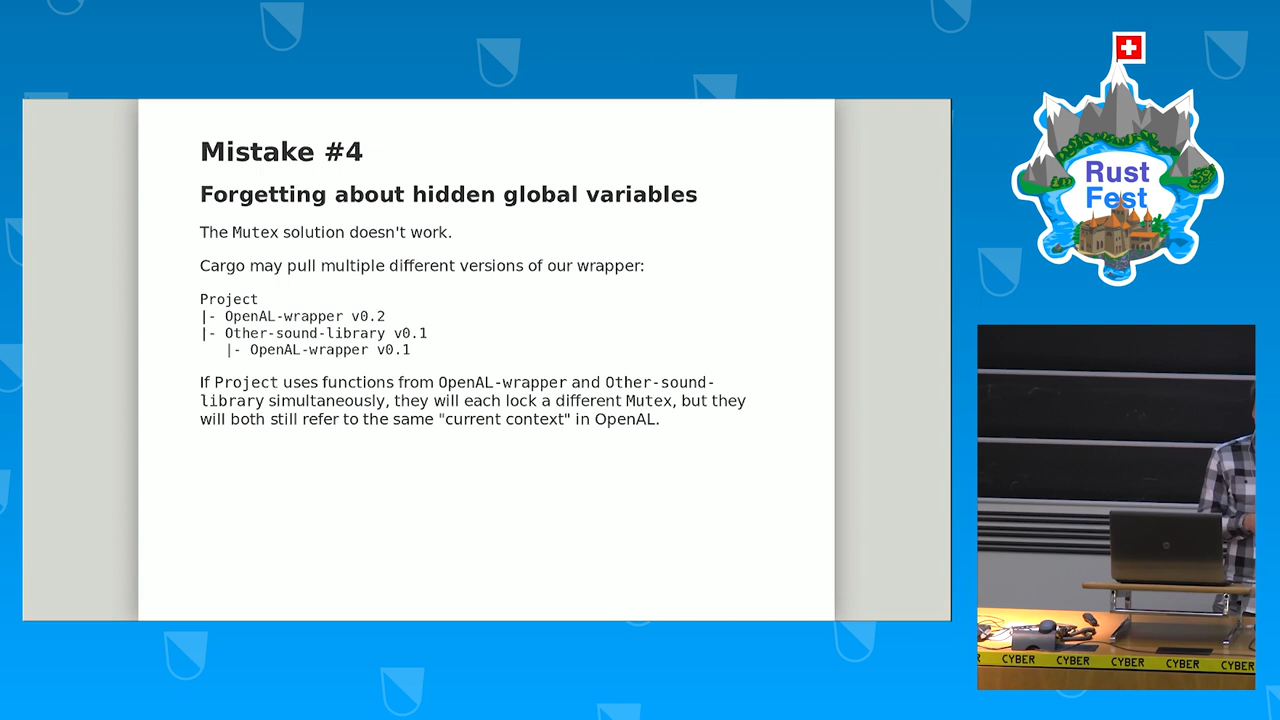 Mistake #4
Forgetting about hidden global variables
The Mutex solution doesn't work.
Cargo may pull multiple different versions of our wrapper:
Project
|- OpenAL-wrapper v0.2
|- Other-sound-library v0.1
   |- OpenAL-wrapper v0.1
If Project uses functions from OpenAL-wrapper and Other-sound-
library simultaneously, they will each lock a different Mutex, but they
will both still refer to the same "current context" in OpenAL.
Rust
Fest
CYBER CYBER CYBER CYBER CYBER